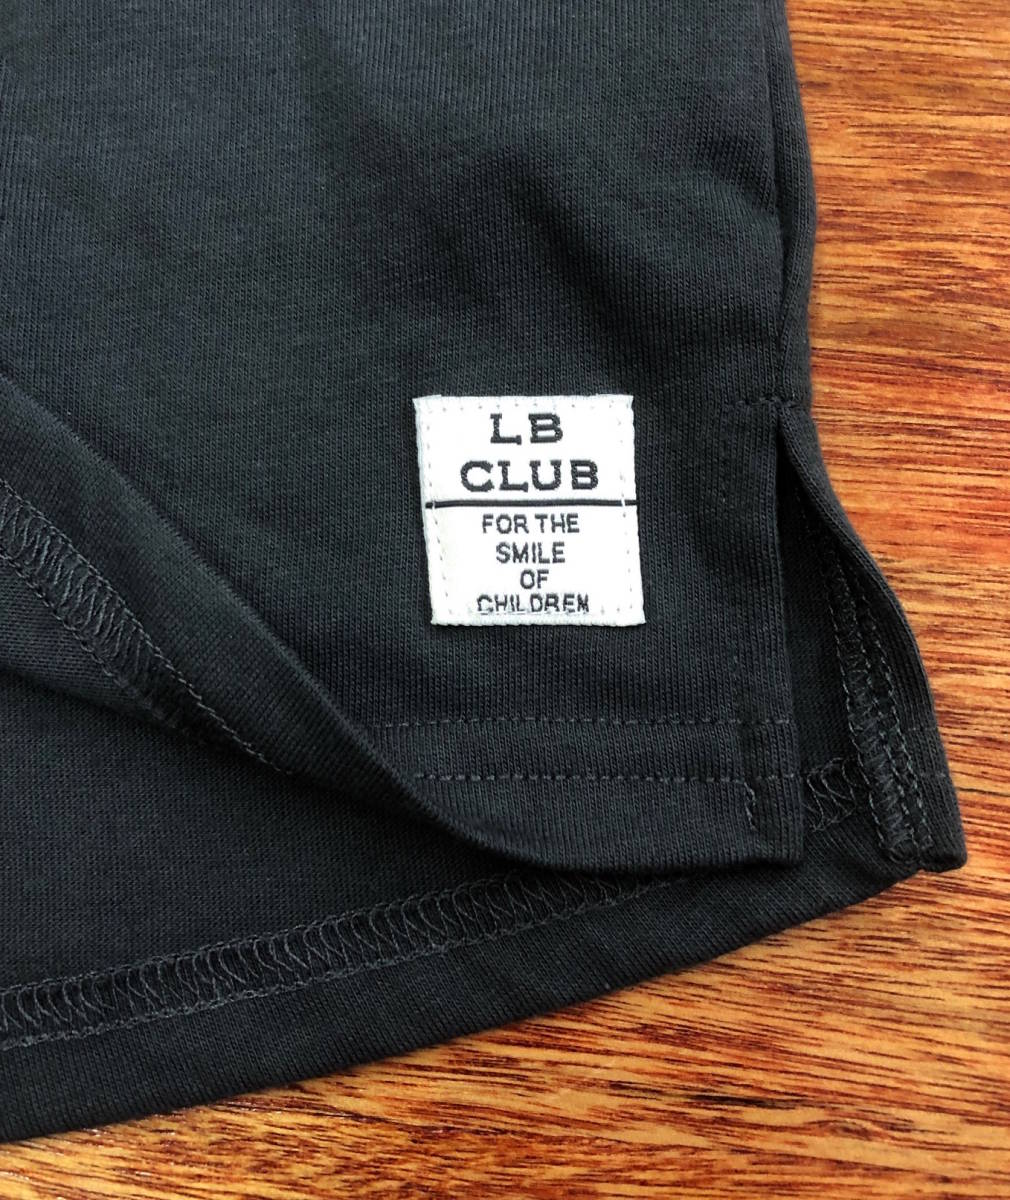 LB
CLUB
FOR THE
SMILE
OF
CHILDREN